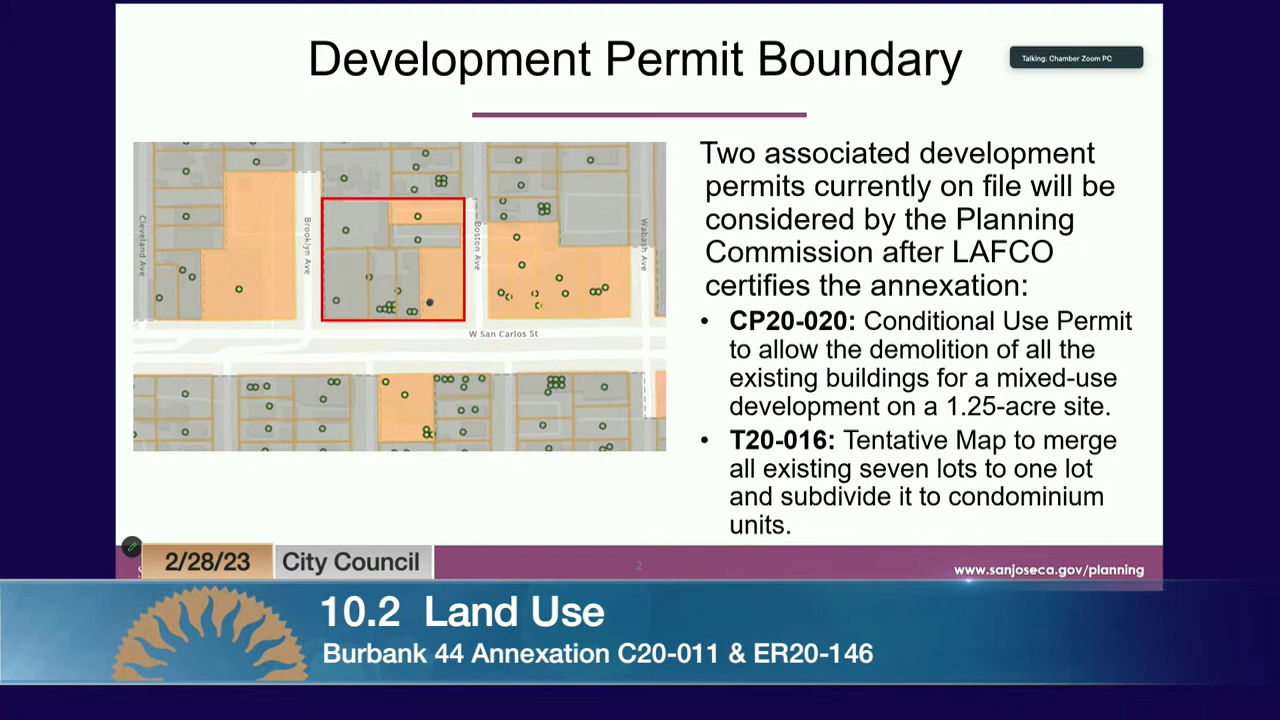 Development Permit Boundary
Talking: Chamber Zoom PC
Two associated development
permits currently on file will be
considered by the Planning
Commission after LAFCO
certifies the annexation:
• CP20-020: Conditional Use Permit
to allow the demolition of all the
existing buildings for a mixed-use
development on a 1.25-acre site.
• T20-016: Tentative Map to merge
all existing seven lots to one lot
and subdivide it to condominium
units.
Cleveland Ave
Brooklyn Ave
Boston Ave
Wabash Ave
W San Carlos St
2
www.sanjoseca.gov/planning
2/28/23 City Council
10.2 Land Use
Burbank 44 Annexation C20-011 & ER20-146